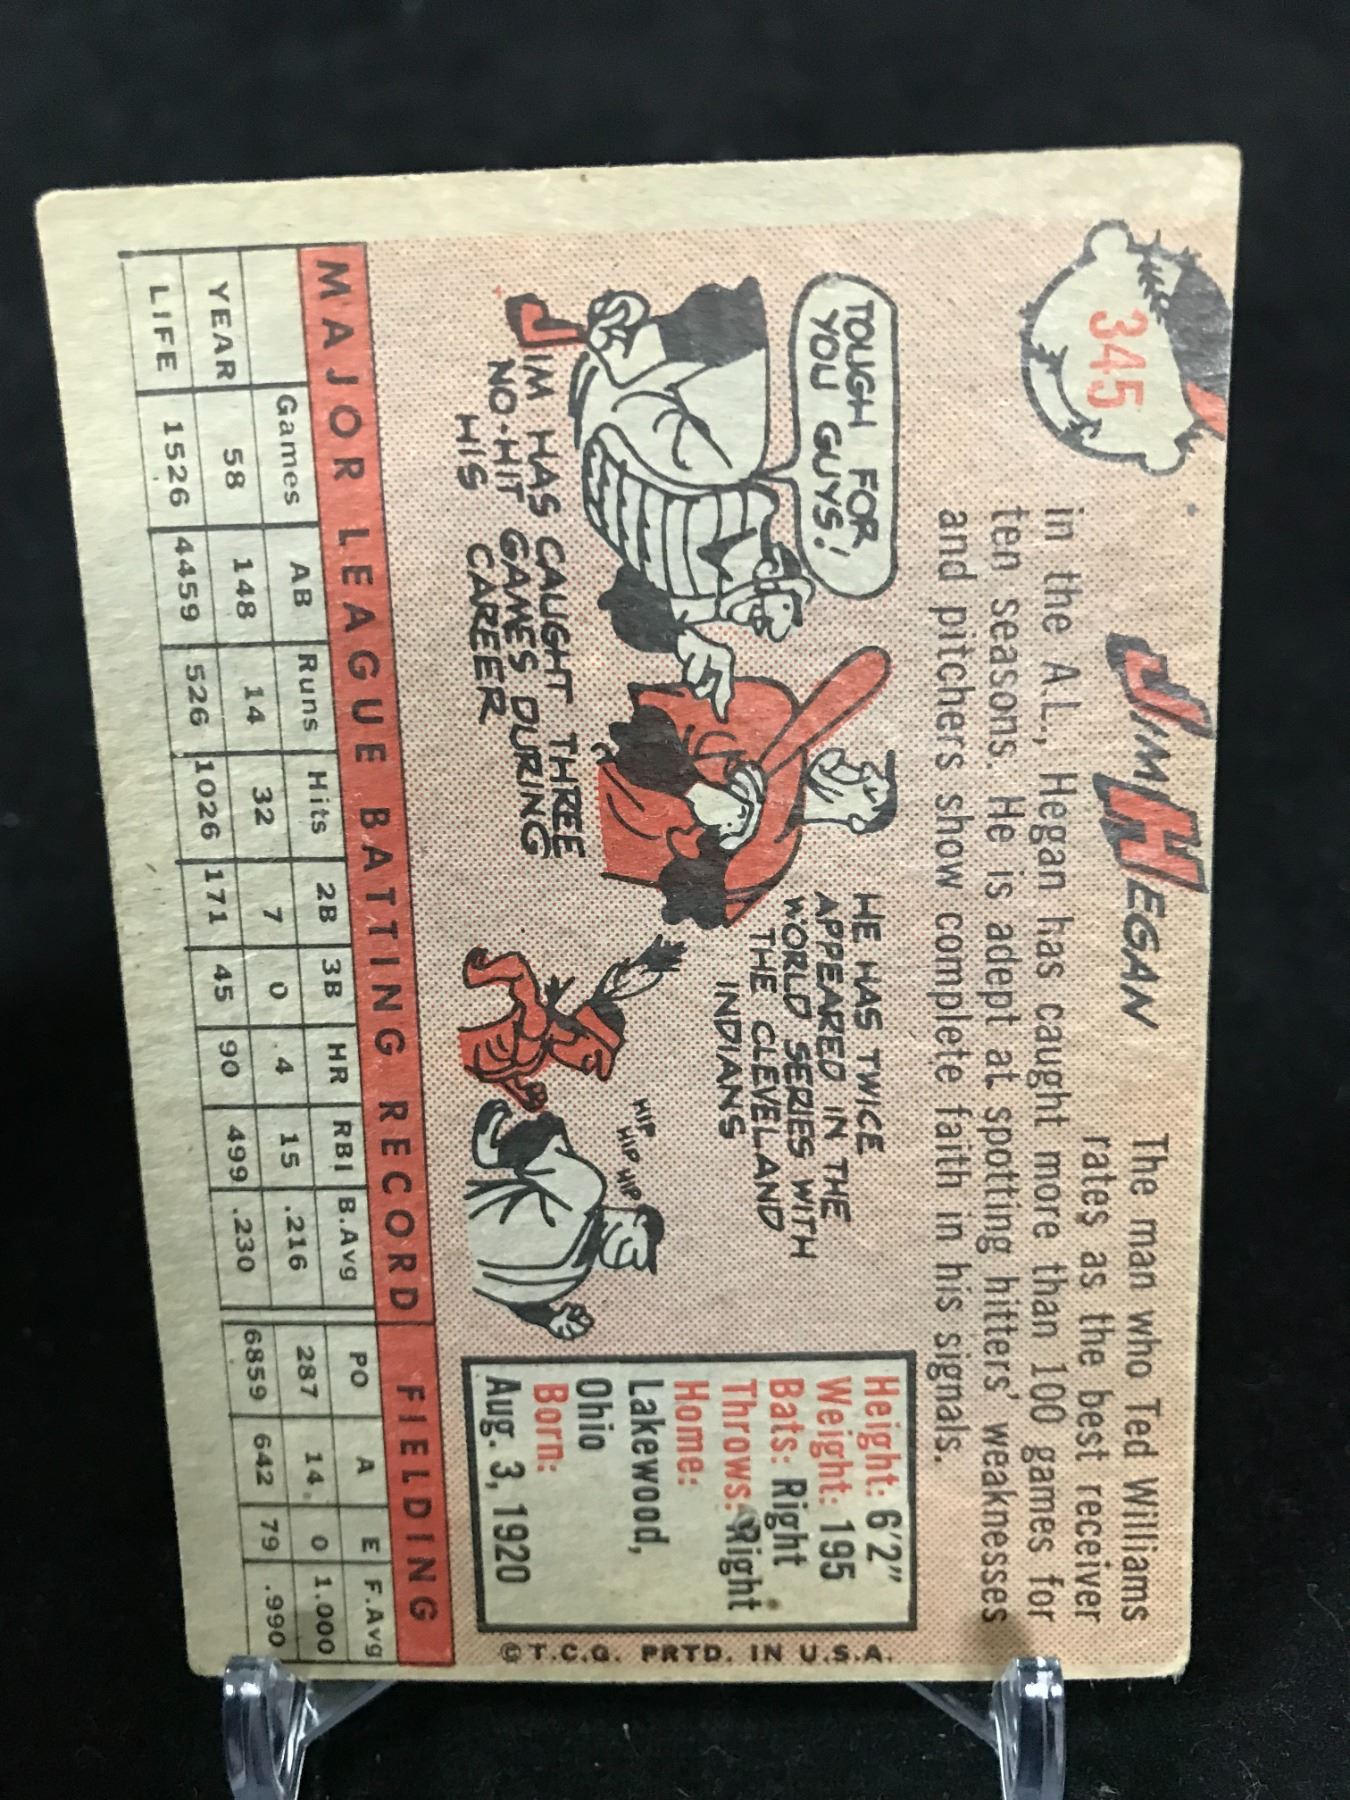 345
JIM HEGAN
The man who Ted Williams
rates as the best receiver
in the A.L., Hegan has caught more than 100 games for
ten seasons. He is adept at spotting hitters' weaknesses
and pitchers show complete faith in his signals.
TOUGH FOR
YOU GUYS!
JIM HAS CAUGHT THREE
NO-HIT GAMES DURING
HIS CAREER
HE HAS TWICE
APPEARED IN THE
WORLD SERIES WITH
THE CLEVELAND
INDIANS
HIP
HIP
HIP
Height: 6'2"
Weight: 195
Bats: Right
Throws: Right
Home:
Lakewood,
Ohio
Born:
Aug. 3, 1920
©T.C.G. PRTD. IN U.S.A.
MAJOR LEAGUE BATTING RECORD FIELDING
Games AB Runs Hits 2B 3B HR RBI B.Avg PO A E F.Avg
YEAR 58 148 14 32 7 0 4 15 .216 287 14 0 1.000
LIFE 1526 4459 526 1026 171 45 90 499 .230 6859 642 79 .990